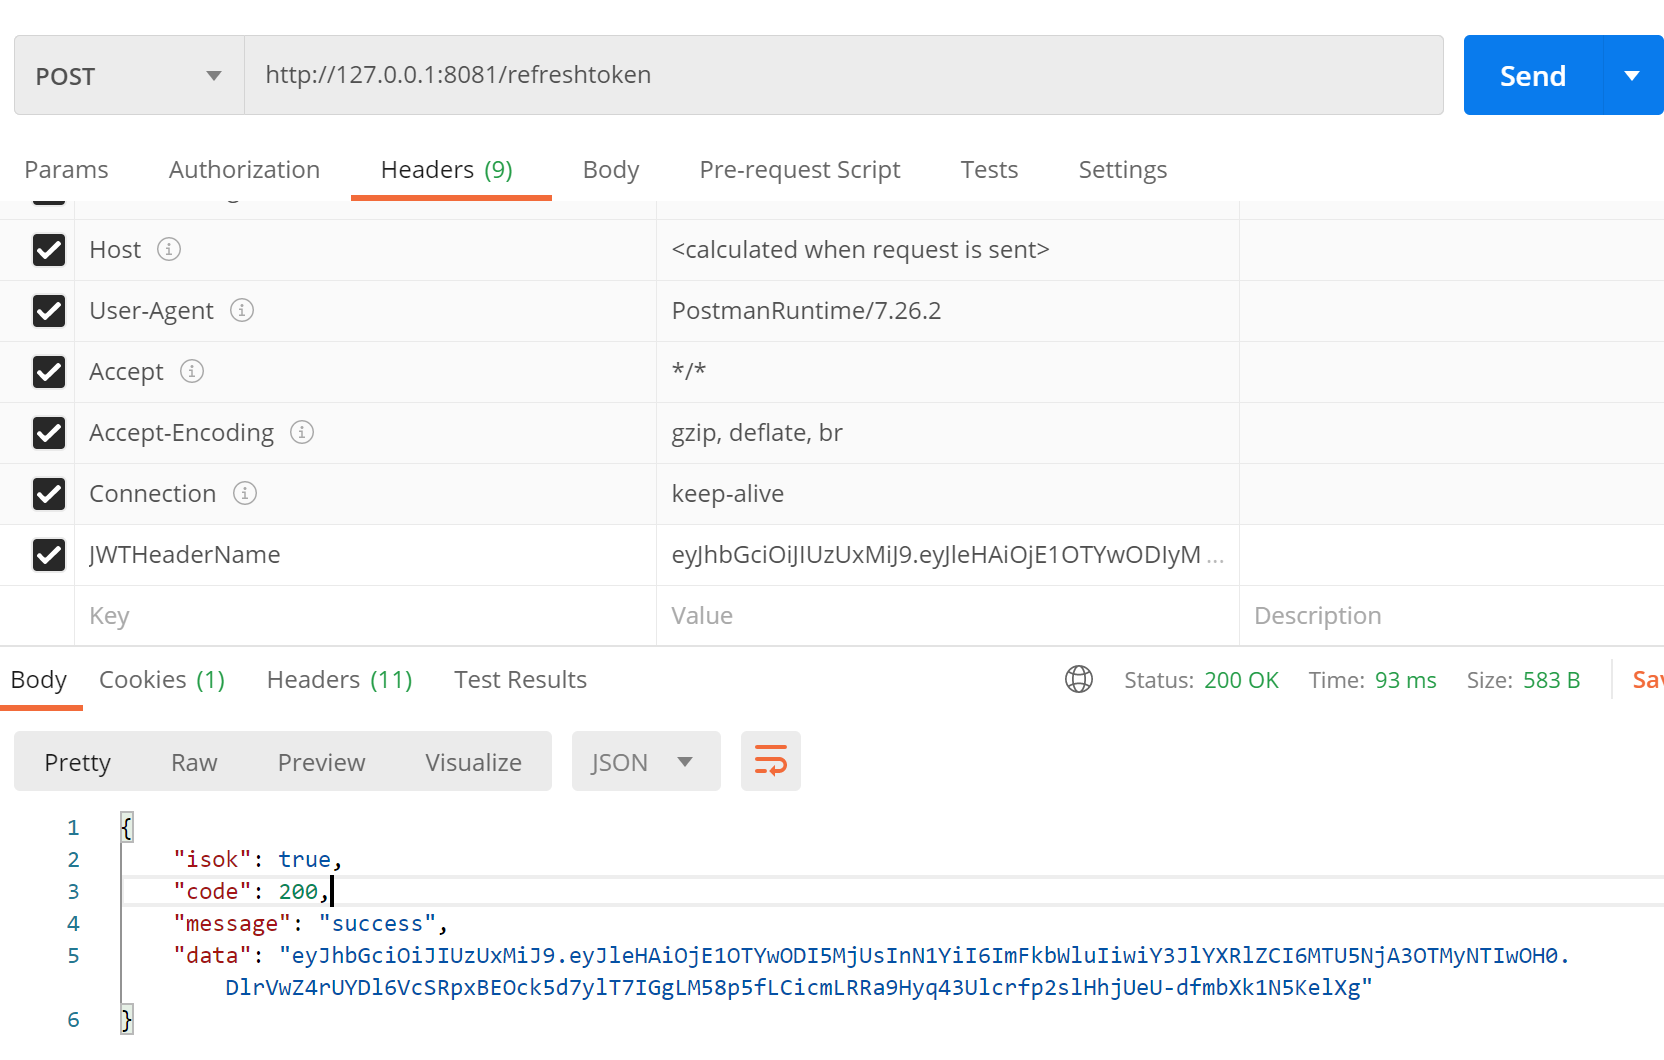 POST http://127.0.0.1:8081/refreshtoken Send
Params Authorization Headers (9) Body Pre-request Script Tests Settings
Host <calculated when request is sent>
User-Agent PostmanRuntime/7.26.2
Accept */*
Accept-Encoding gzip, deflate, br
Connection keep-alive
JWTHeaderName eyJhbGciOiJIUzUxMiJ9.eyJleHAiOjE1OTYwODIyM ...
Key Value Description
Body Cookies (1) Headers (11) Test Results Status: 200 OK Time: 93 ms Size: 583 B Sav
Pretty Raw Preview Visualize JSON
1 {
2 "isok": true,
3 "code": 200,
4 "message": "success",
5 "data": "eyJhbGciOiJIUzUxMiJ9.eyJleHAiOjE1OTYwODI5MjUsInN1YiI6ImFkbWluIiwiY3JlYXRlZCI6MTU5NjA3OTMyNTIwOH0.
DlrVwZ4rUYDl6VcSRpxBEOck5d7ylT7IGgLM58p5fLCicmLRRa9Hyq43Ulcrfp2slHhjUeU-dfmbXk1N5KelXg"
6 }